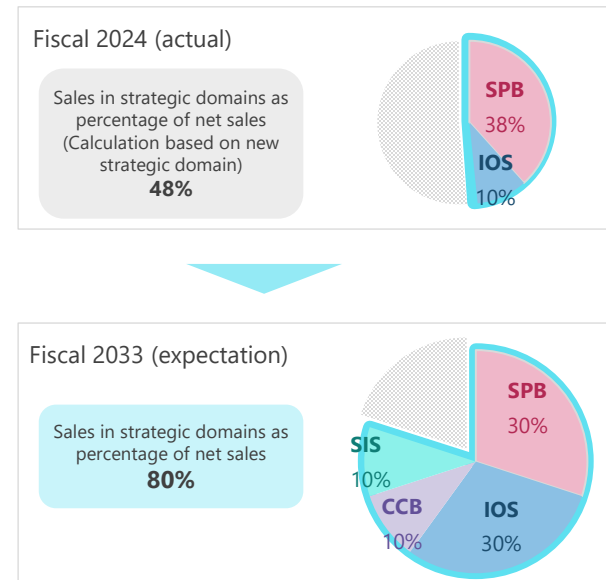 Fiscal 2024 (actual)
Sales in strategic domains as
percentage of net sales
(Calculation based on new
strategic domain)
48%
SPB
38%
IOS
10%
Fiscal 2033 (expectation)
Sales in strategic domains as
percentage of net sales
80%
SPB
30%
SIS
10%
CCB
10%
IOS
30%